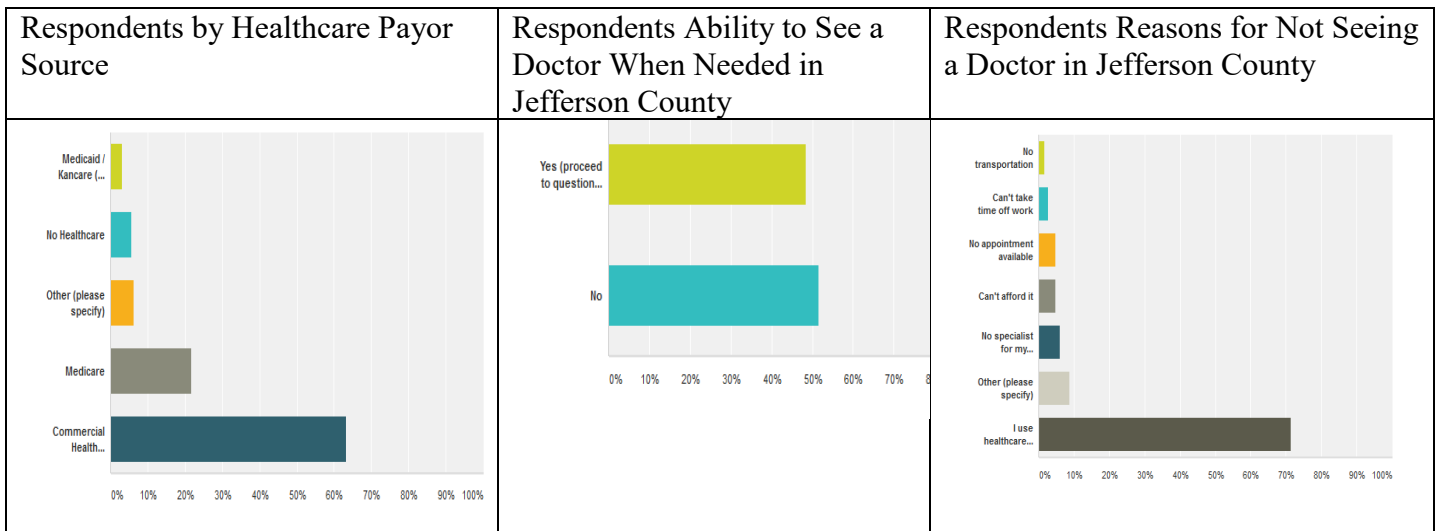 Respondents by Healthcare Payor
Source
Respondents Ability to See a
Doctor When Needed in
Jefferson County
Respondents Reasons for Not Seeing
a Doctor in Jefferson County
Medicaid /
Kancare (...
No Healthcare
Other (please
specify)
Medicare
Commercial
Health...
0% 10% 20% 30% 40% 50% 60% 70% 80% 90% 100%
Yes (proceed
to question...
No
0% 10% 20% 30% 40% 50% 60% 70% 8
No
transportation
Can't take
time off work
No appointment
available
Can't afford it
No specialist
for my...
Other (please
specify)
I use
healthcare...
0% 10% 20% 30% 40% 50% 60% 70% 80% 90% 100%